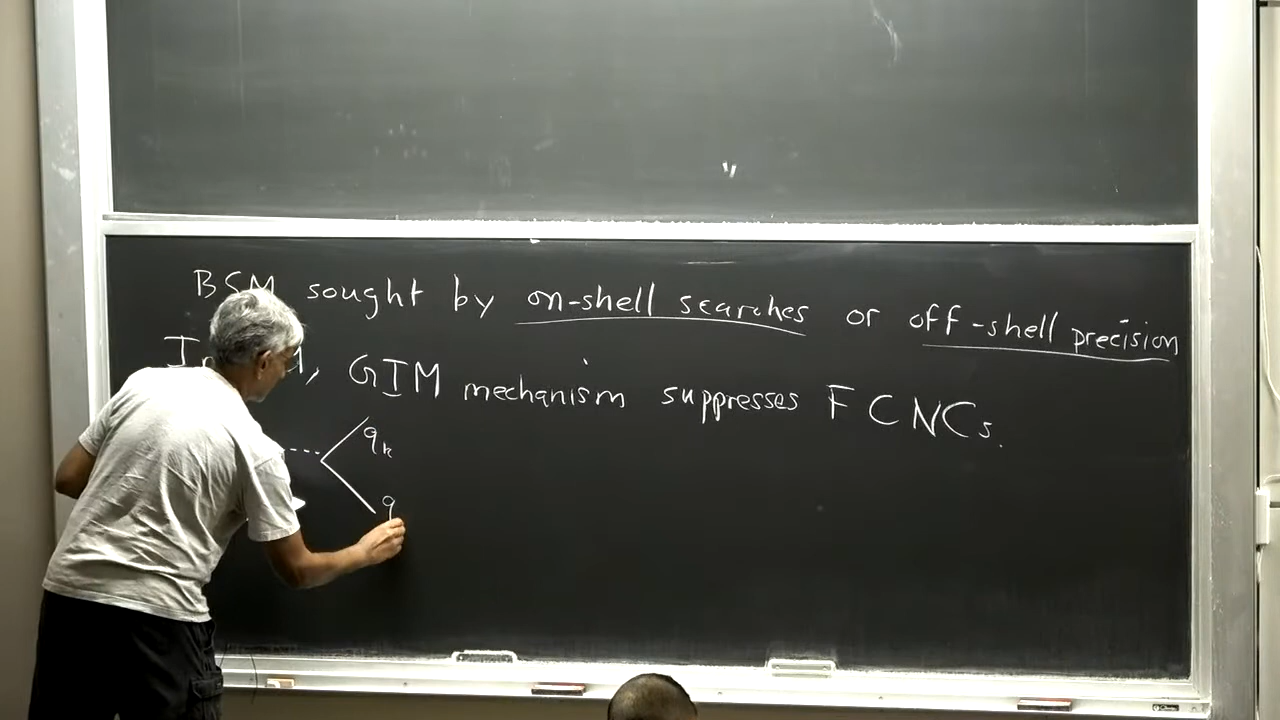 BSM sought by on-shell searches or off-shell precision
GIM mechanism suppresses FCNCs.
qk
q